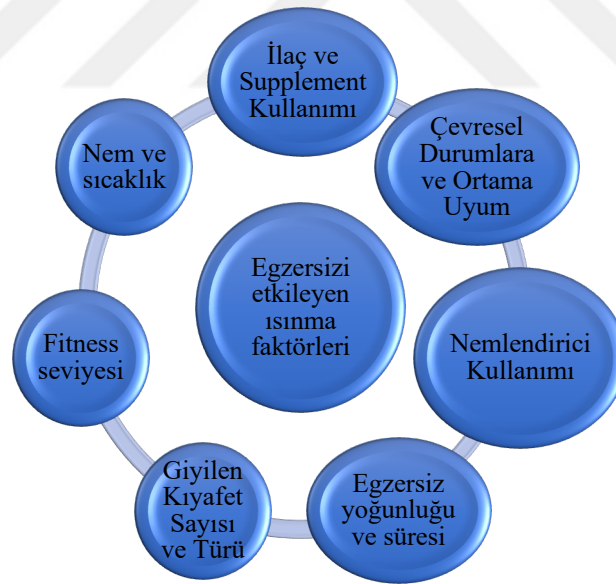 İlaç ve
Supplement
Kullanımı
Çevresel
Durumlara
ve Ortama
Uyum
Nemlendirici
Kullanımı
Egzersiz
yoğunluğu
ve süresi
Giyilen
Kıyafet
Sayısı
ve Türü
Fitness
seviyesi
Nem ve
sıcaklık
Egzersizi
etkileyen
ısınma
faktörleri